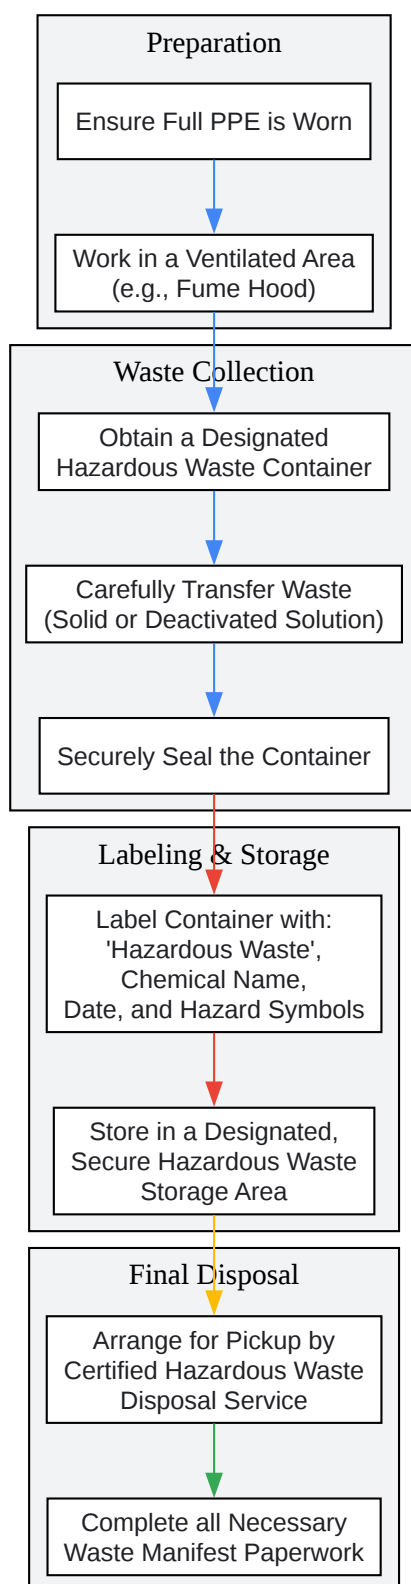 Preparation
Ensure Full PPE is Worn
Work in a Ventilated Area
(e.g., Fume Hood)
Waste Collection
Obtain a Designated
Hazardous Waste Container
Carefully Transfer Waste
(Solid or Deactivated Solution)
Securely Seal the Container
Labeling & Storage
Label Container with:
'Hazardous Waste',
Chemical Name,
Date, and Hazard Symbols
Store in a Designated,
Secure Hazardous Waste
Storage Area
Final Disposal
Arrange for Pickup by
Certified Hazardous Waste
Disposal Service
Complete all Necessary
Waste Manifest Paperwork